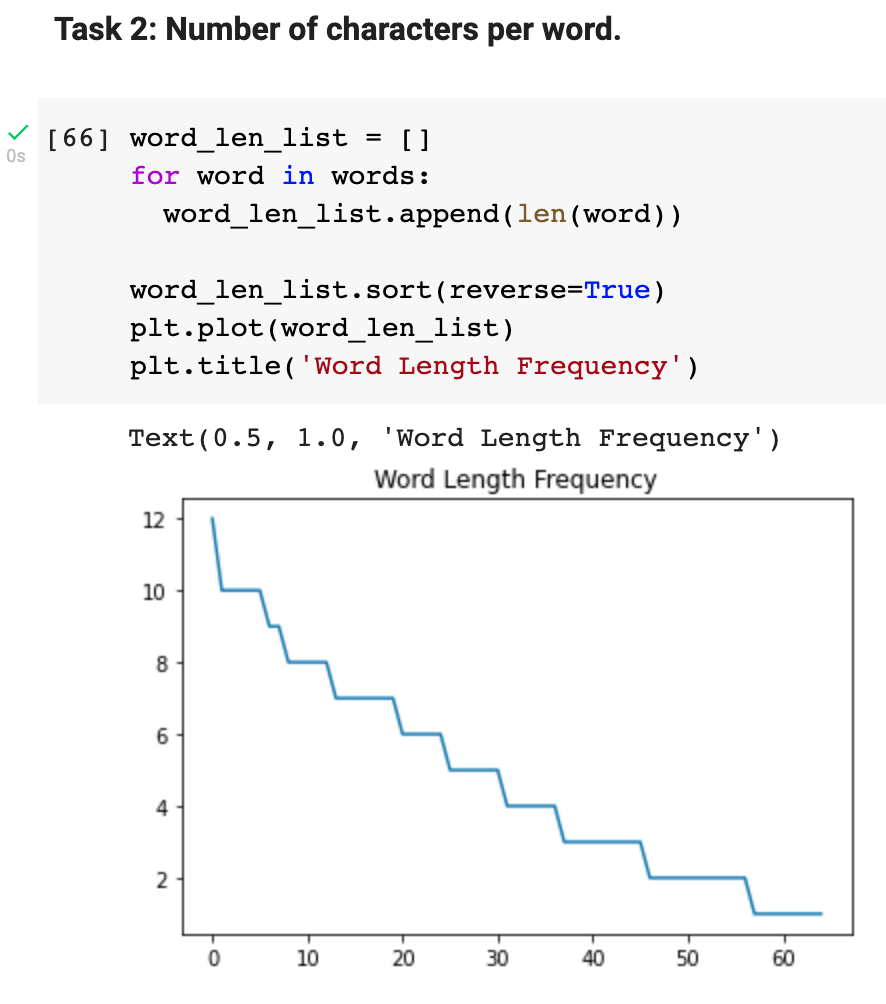 Task 2: Number of characters per word.
[66] word_len_list = []
0s
for word in words:
  word_len_list.append(len(word))
word_len_list.sort(reverse=True)
plt.plot(word_len_list)
plt.title('Word Length Frequency')
Text(0.5, 1.0, 'Word Length Frequency')
Word Length Frequency
12
10
8
6
4
2
0 10 20 30 40 50 60